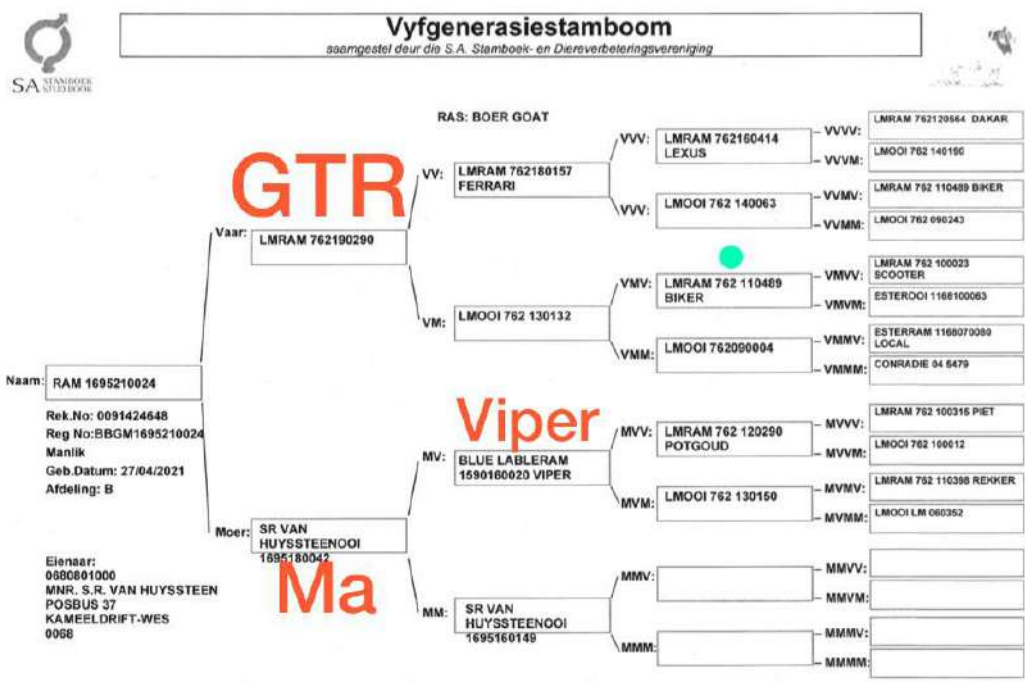 Vyfgenerasiestamboom
saamgestel deur die S.A. Stamboek- en Diereverbeteringsvereniging
SA STAMBOEK
STUDBOOK
RAS: BOER GOAT
GTR
Vaar: LMRAM 762190290
VV: LMRAM 762180157
FERRARI
VM: LMOOI 762 130132
VVV: LMRAM 762160414
LEXUS
VVV: LMOOI 762 140063
VMV: LMRAM 762 110489
BIKER
VMM: LMOOI 762090004
VVVV: LMRAM 762120564 DAKAR
VVVM: LMOOI 762 140150
VVMV: LMRAM 762 110489 BIKER
VVMM: LMOOI 762 090243
VMVV: LMRAM 762 100023
SCOOTER
VMVM: ESTEROOI 1168100063
VMMV: ESTERRAM 1168070080
LOCAL
VMMM: CONRADIE 04 5479
Naam: RAM 1695210024
Rek.No: 0091424648
Reg No:BBGM1695210024
Manlik
Geb.Datum: 27/04/2021
Afdeling: B
Viper
Moer: SR VAN
HUYSSTEENOOI
1695180042
Ma
MV: BLUE LABLERAM
1590160020 VIPER
MM: SR VAN
HUYSSTEENOOI
1695160149
MVV: LMRAM 762 120290
POTGOUD
MVM: LMOOI 762 130150
MMV:
MMM:
MVVV: LMRAM 762 100315 PIET
MVVM: LMOOI 762 100012
MVMV: LMRAM 762 110398 REKKER
MVMM: LMOOI LM 060352
MMVV:
MMVM:
MMMV:
MMMM:
Eienaar:
0680801000
MNR. S.R. VAN HUYSSTEEN
POSBUS 37
KAMEELDRIFT-WES
0068